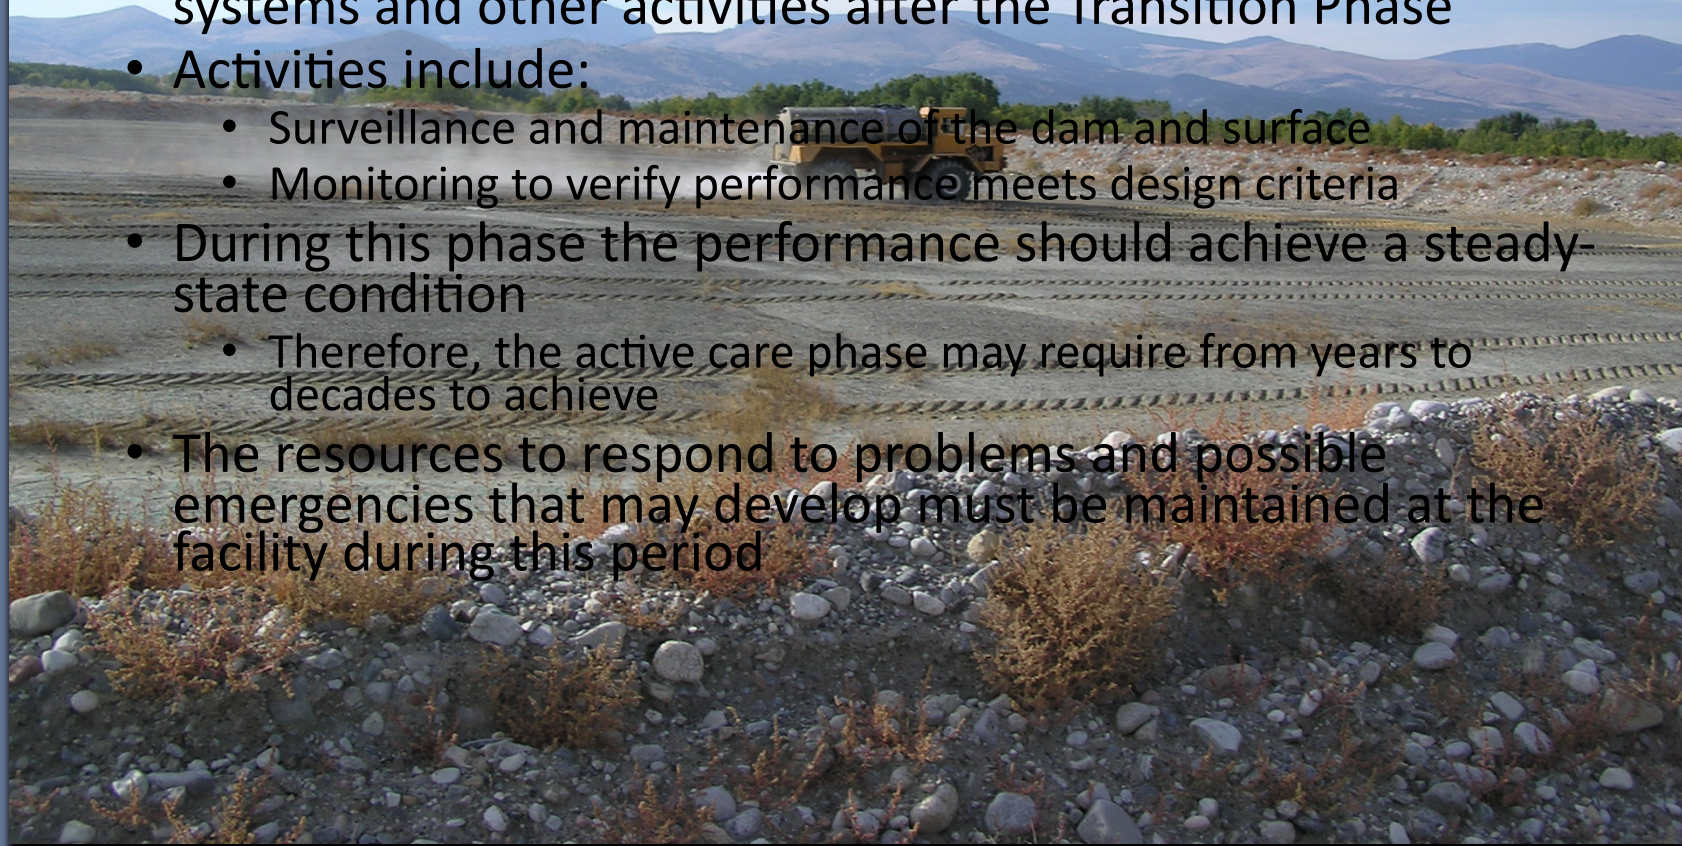 systems and other activities after the Transition Phase
• Activities include:
• Surveillance and maintenance of the dam and surface
• Monitoring to verify performance meets design criteria
• During this phase the performance should achieve a steady-
state condition
• Therefore, the active care phase may require from years to
decades to achieve
• The resources to respond to problems and possible
emergencies that may develop must be maintained at the
facility during this period